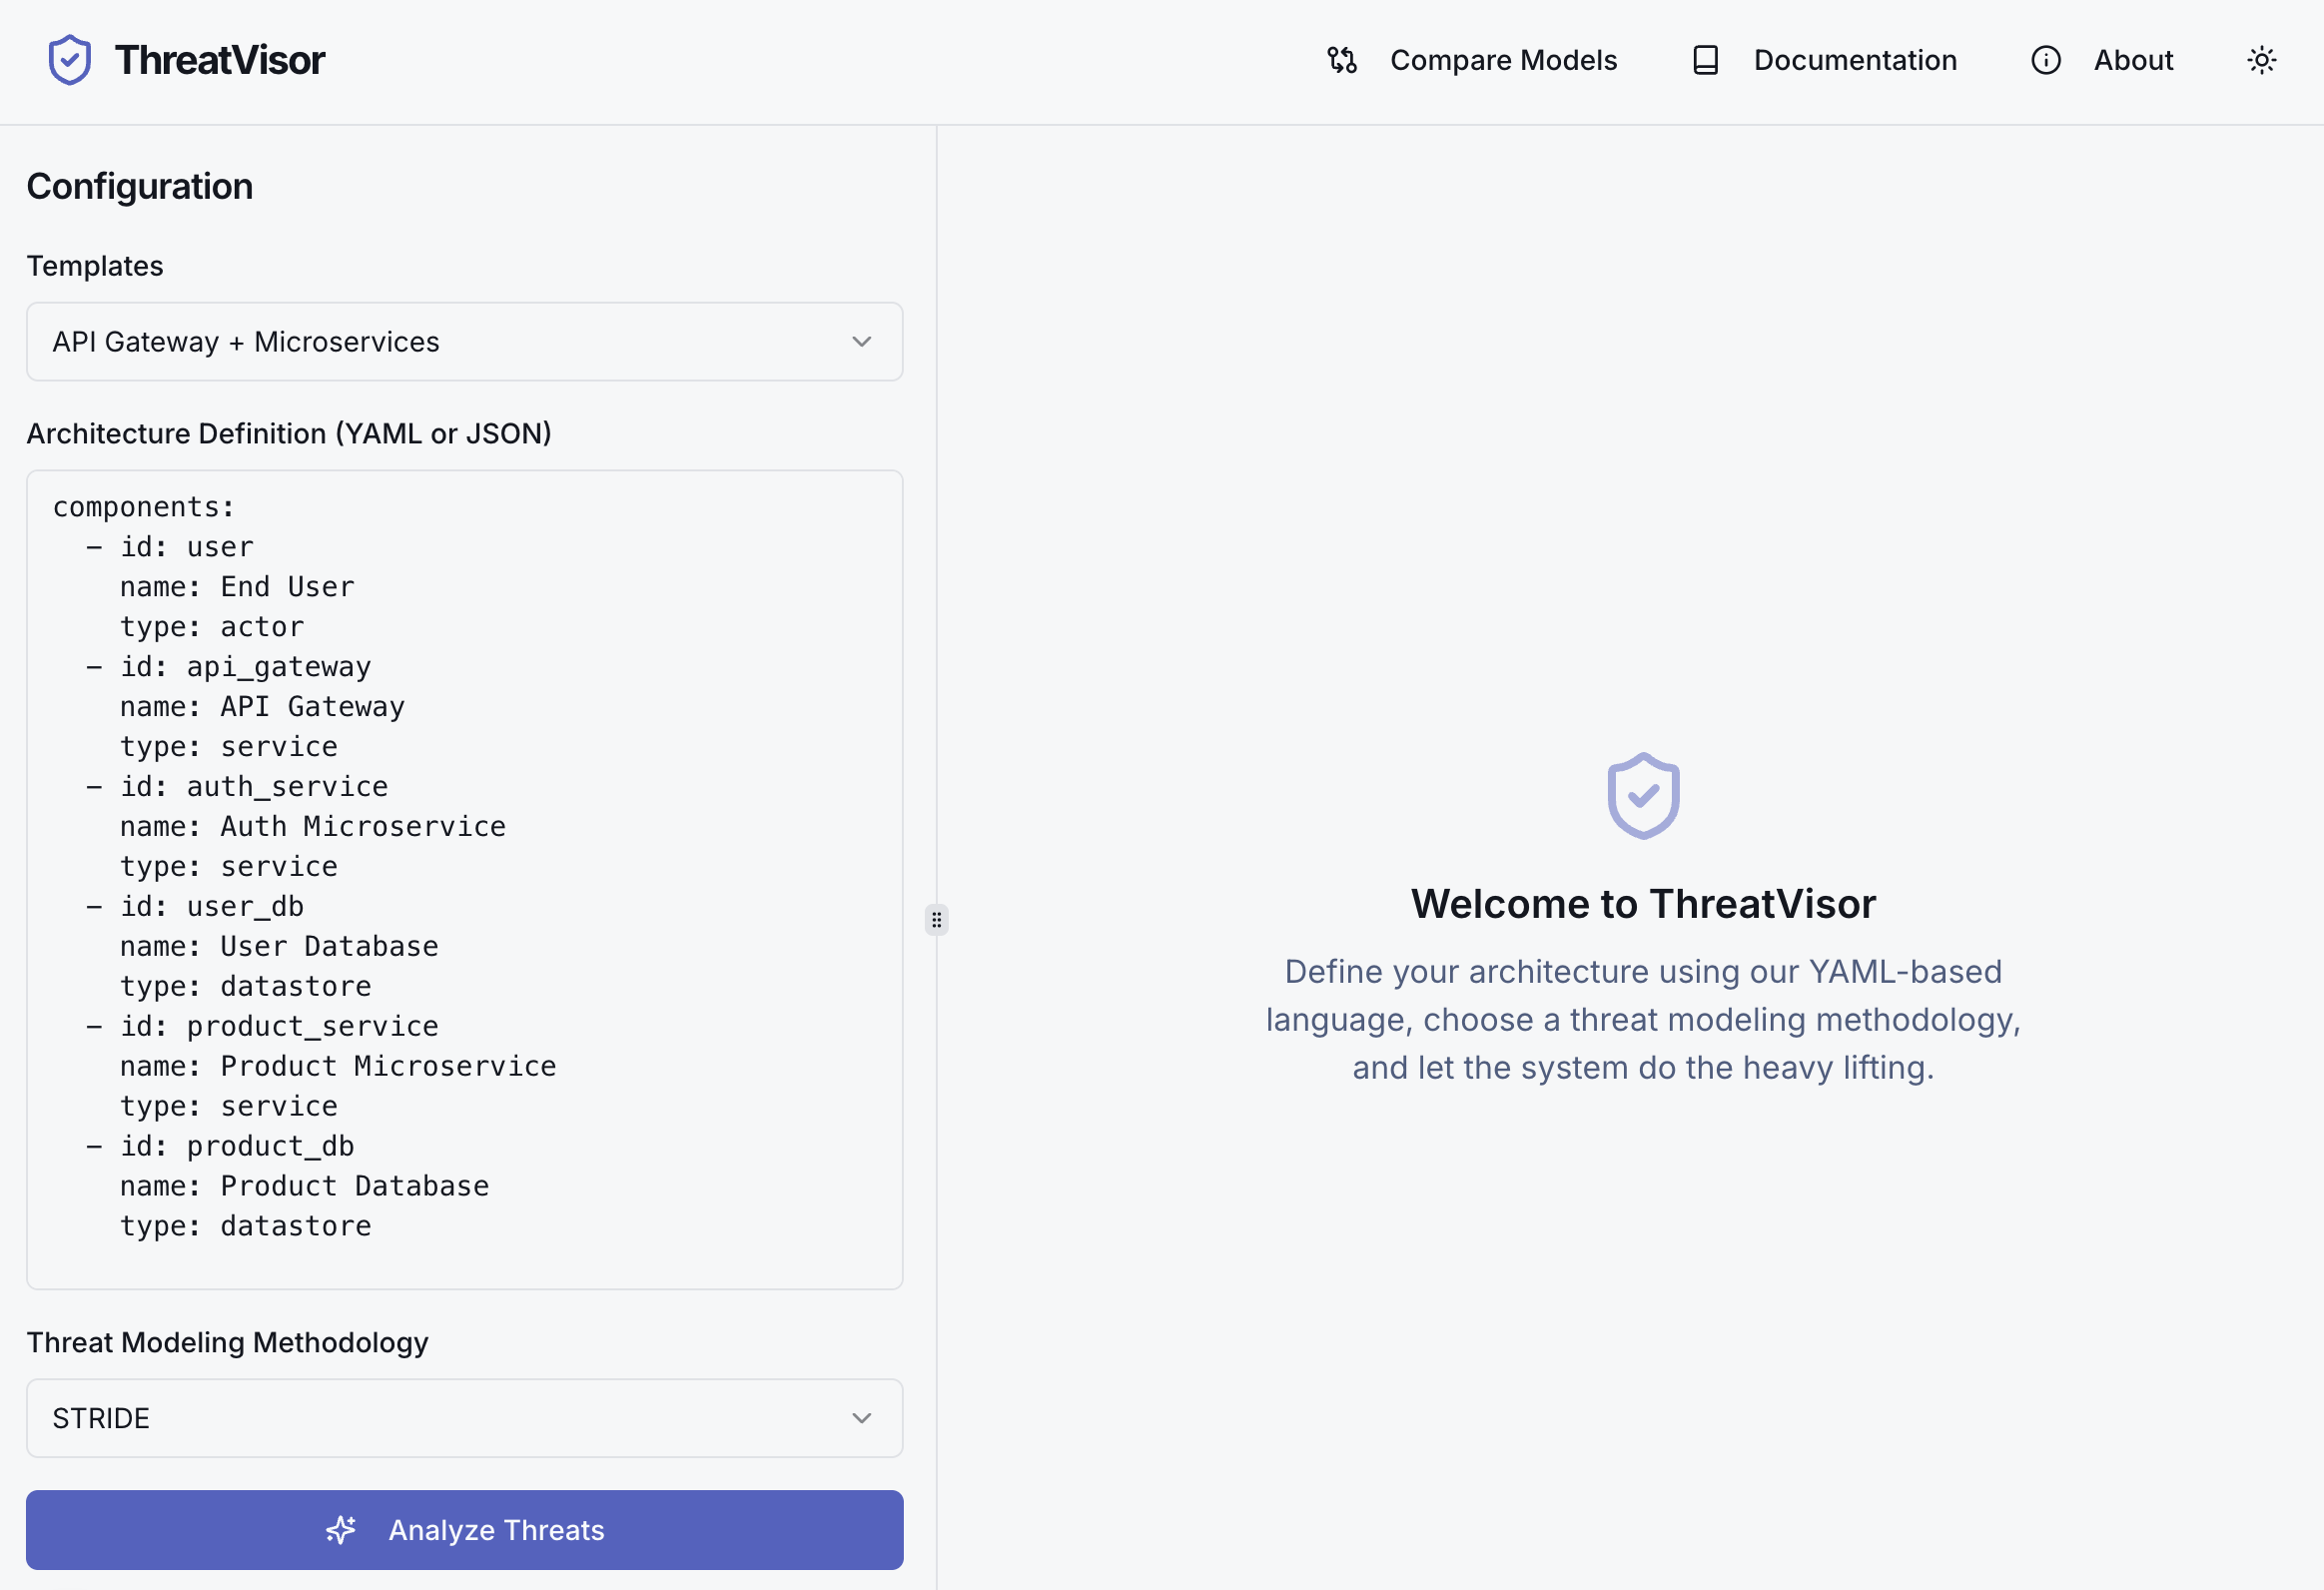 ThreatVisor
Compare Models
Documentation
About
Configuration
Templates
API Gateway + Microservices
Architecture Definition (YAML or JSON)
components:
  - id: user
    name: End User
    type: actor
  - id: api_gateway
    name: API Gateway
    type: service
  - id: auth_service
    name: Auth Microservice
    type: service
  - id: user_db
    name: User Database
    type: datastore
  - id: product_service
    name: Product Microservice
    type: service
  - id: product_db
    name: Product Database
    type: datastore
Threat Modeling Methodology
STRIDE
Analyze Threats
Welcome to ThreatVisor
Define your architecture using our YAML-based
language, choose a threat modeling methodology,
and let the system do the heavy lifting.